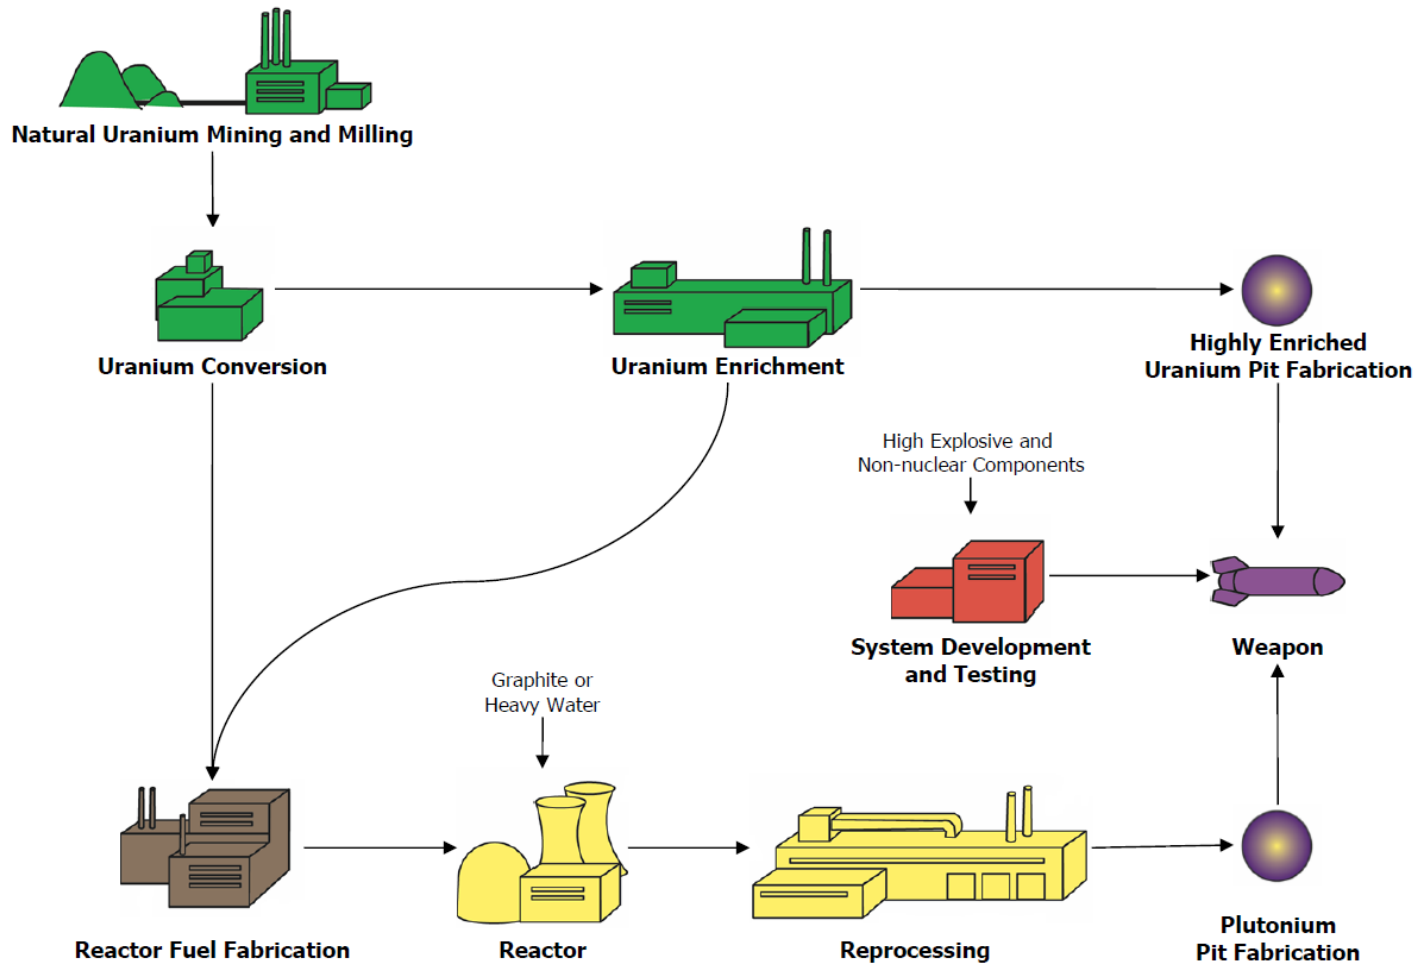 Natural Uranium Mining and Milling
Uranium Conversion
Uranium Enrichment
Highly Enriched
Uranium Pit Fabrication
High Explosive and
Non-nuclear Components
System Development
and Testing
Weapon
Graphite or
Heavy Water
Reactor Fuel Fabrication
Reactor
Reprocessing
Plutonium
Pit Fabrication